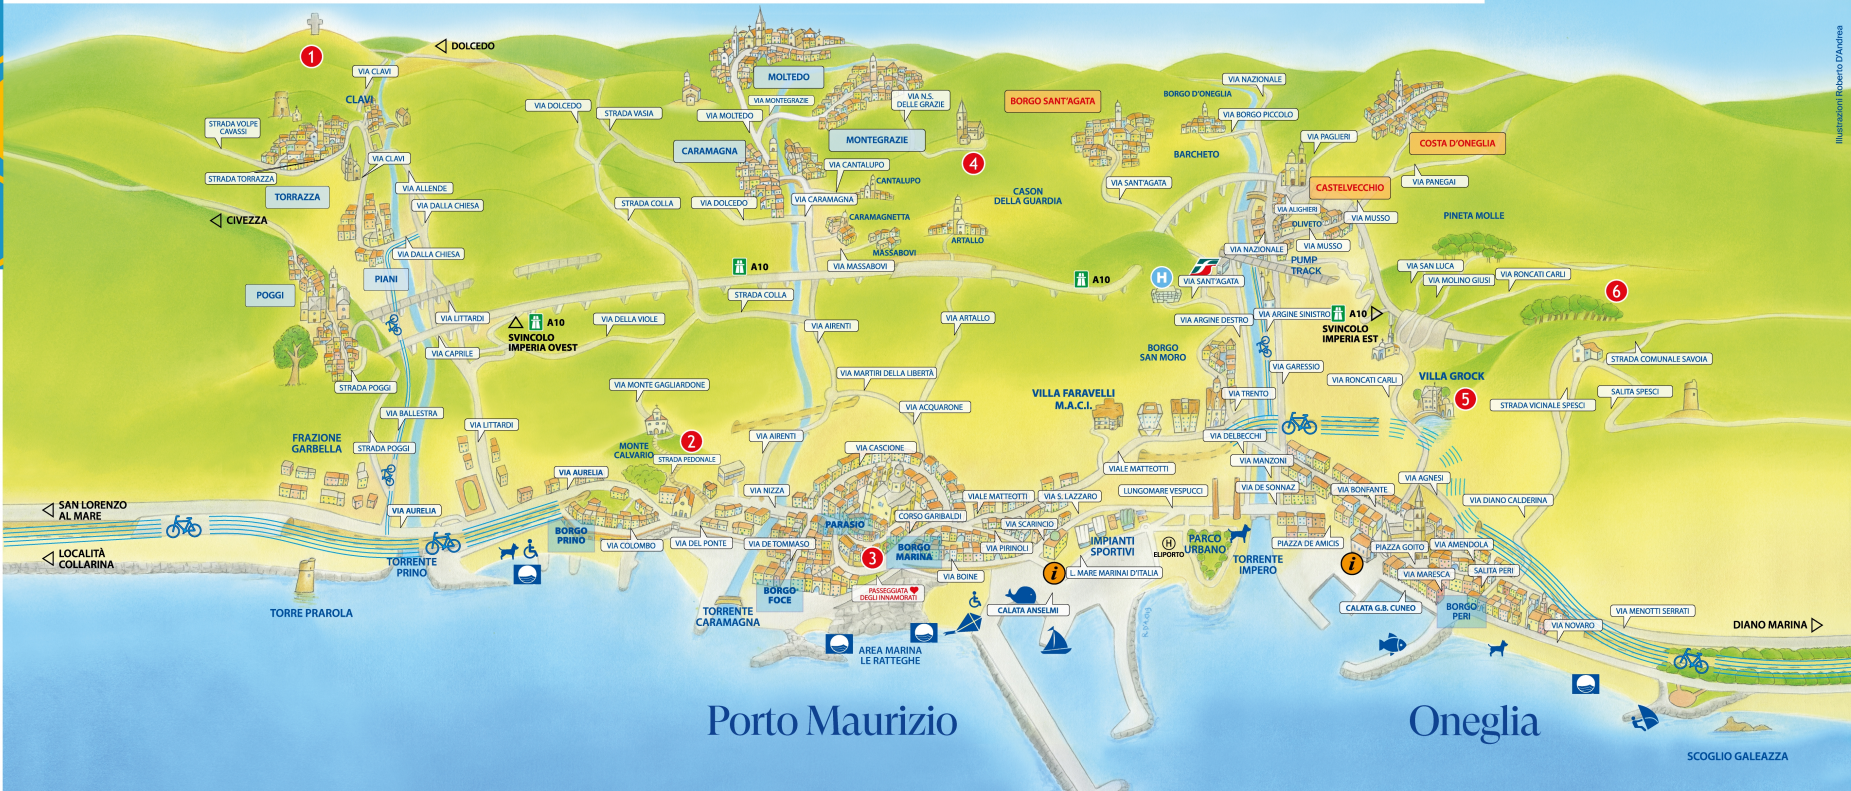 Illustrazioni Roberto D'Andrea
1
DOLCEDO
VIA CLAVI
CLAVI
STRADA VOLPE
CAVASSI
VIA CLAVI
STRADA TORRAZZA
TORRAZZA
VIA ALLENDE
VIA DALLA CHIESA
CIVEZZA
VIA DALLA CHIESA
PIANI
POGGI
VIA LITTARDI
A10
SVINCOLO
IMPERIA OVEST
VIA CAPRILE
STRADA POGGI
VIA BALLESTRA
VIA LITTARDI
FRAZIONE
GARBELLA
STRADA POGGI
VIA AURELIA
VIA AURELIA
SAN LORENZO
AL MARE
LOCALITÀ
COLLARINA
TORRENTE
PRINO
TORRE PRAROLA
BORGO
PRINO
MOLTEDO
VIA DOLCEDO
STRADA VASIA
VIA MONTEGRAZIE
VIA MOLTEDO
VIA N.S.
DELLE GRAZIE
MONTEGRAZIE
CARAMAGNA
4
VIA CANTALUPO
CANTALUPO
STRADA COLLA
VIA DOLCEDO
VIA CARAMAGNA
CARAMAGNETTA
CASON
DELLA GUARDIA
ARTALLO
MASSABOVI
VIA MASSABOVI
A10
A10
STRADA COLLA
VIA DELLA VIOLE
VIA AIRENTI
VIA ARTALLO
VIA MONTE GAGLIARDONE
VIA MARTIRI DELLA LIBERTÀ
VIA ACQUARONE
MONTE
CALVARIO
2
STRADA PEDONALE
VIA AIRENTI
VIA CASCIONE
VIA NIZZA
VIALE MATTEOTTI
VIA S. LAZZARO
CORSO GARIBALDI
PARASIO
VIA SCARINCIO
VIA COLOMBO
VIA DEL PONTE
VIA DE TOMMASO
3
BORGO
MARINA
VIA PIRINOLI
VIA BOINE
BORGO
FOCE
PASSEGGIATA
DEGLI INNAMORATI
TORRENTE
CARAMAGNA
AREA MARINA
LE RATTEGHE
i
L. MARE MARINAI D'ITALIA
CALATA ANSELMI
Porto Maurizio
BORGO SANT'AGATA
BORGO D'ONEGLIA
VIA NAZIONALE
VIA BORGO PICCOLO
VIA PAGLIERI
BARCHETO
COSTA D'ONEGLIA
VIA SANT'AGATA
VIA PANEGAI
CASTELVECCHIO
VIA ALIGHIERI
VIA MUSSO
OLIVETO
PINETA MOLLE
VIA NAZIONALE
VIA MUSSO
PUMP
TRACK
H
VIA SANT'AGATA
VIA SAN LUCA
VIA MOLINO GIUSI
VIA RONCATI CARLI
6
VIA ARGINE DESTRO
VIA ARGINE SINISTRO
A10
SVINCOLO
IMPERIA EST
BORGO
SAN MORO
STRADA COMUNALE SAVOIA
VIA GARESSIO
VIA RONCATI CARLI
VILLA GROCK
5
VILLA FARAVELLI
M.A.C.I.
VIA TRENTO
SALITA SPESCI
STRADA VICINALE SPESCI
VIA DELBECCHI
VIA MANZONI
VIALE MATTEOTTI
VIA AGNESI
LUNGOMARE VESPUCCI
VIA DE SONNAZ
VIA BONFANTE
VIA DIANO CALDERINA
IMPIANTI
SPORTIVI
H
ELIPORTO
PARCO
URBANO
TORRENTE
IMPERO
PIAZZA DE AMICIS
PIAZZA GOITO
VIA AMENDOLA
i
VIA MARESCA
SALITA PERI
CALATA G.B. CUNEO
BORGO
PERI
VIA NOVARO
VIA MENOTTI SERRATI
DIANO MARINA
Oneglia
SCOGLIO GALEAZZA